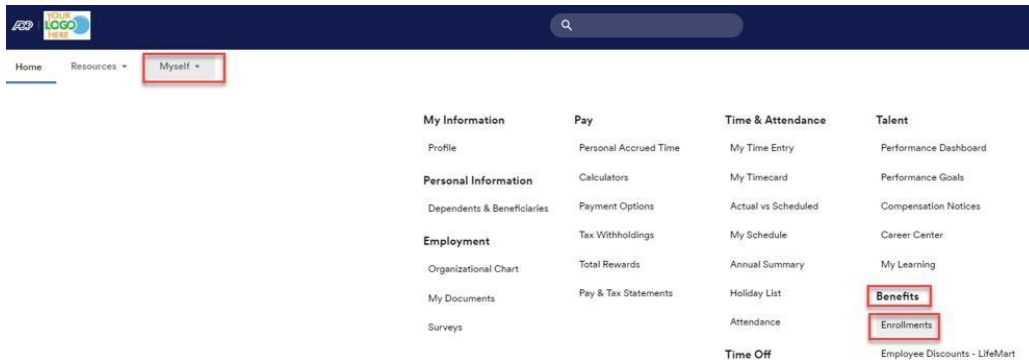 ADP
YOUR
LOGO
HERE
Home Resources Myself
My Information
Profile
Personal Information
Dependents & Beneficiaries
Employment
Organizational Chart
My Documents
Surveys
Pay
Personal Accrued Time
Calculators
Payment Options
Tax Withholdings
Total Rewards
Pay & Tax Statements
Time & Attendance
My Time Entry
My Timecard
Actual vs Scheduled
My Schedule
Annual Summary
Holiday List
Attendance
Time Off
Talent
Performance Dashboard
Performance Goals
Compensation Notices
Career Center
My Learning
Benefits
Enrollments
Employee Discounts - LifeMart